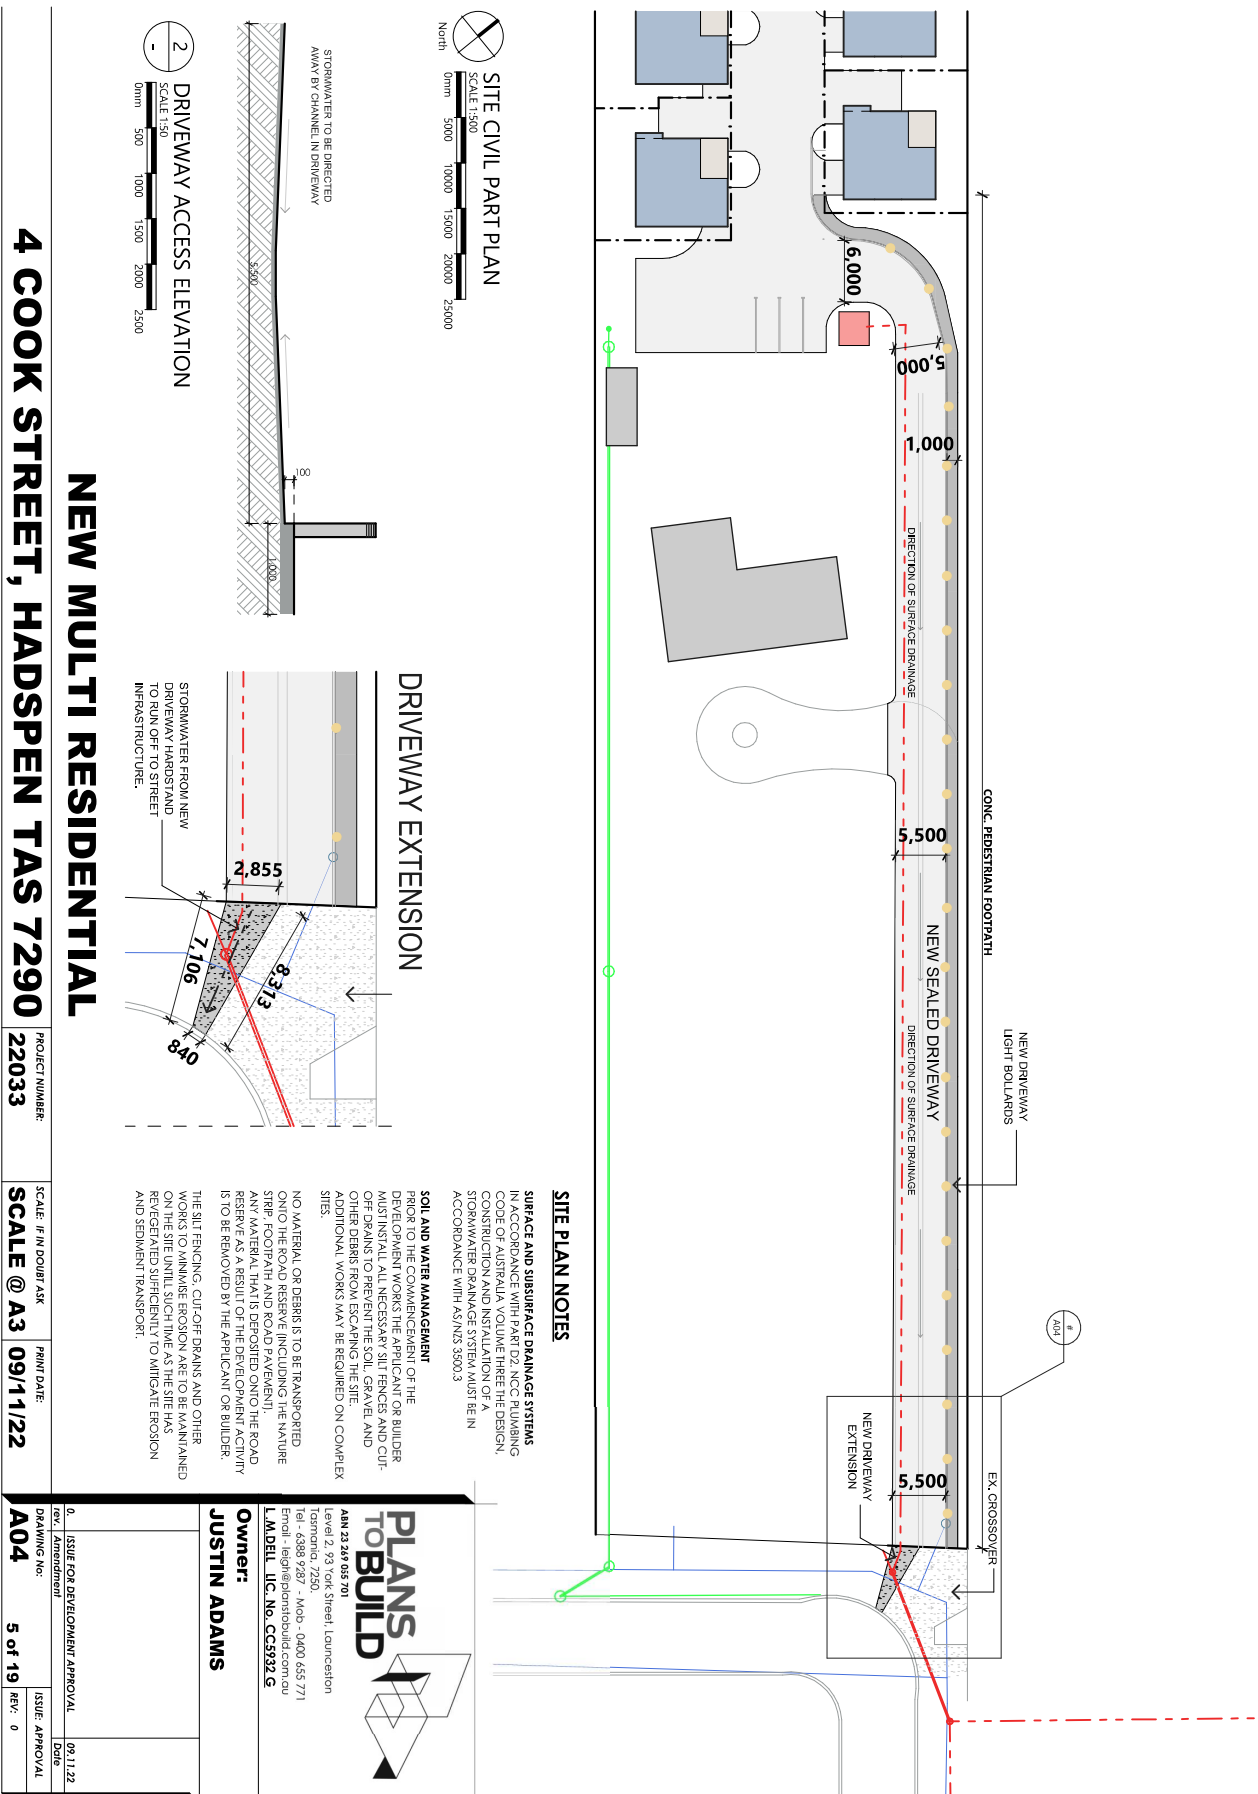 SITE CIVIL PART PLAN
SCALE 1:500
North
0mm 5000 10000 15000 20000 25000
6,000
5,000
1,000
DIRECTION OF SURFACE DRAINAGE
CONC. PEDESTRIAN FOOTPATH
5,500
NEW SEALED DRIVEWAY
DIRECTION OF SURFACE DRAINAGE
NEW DRIVEWAY
LIGHT BOLLARDS
#
A04
5,500
NEW DRIVEWAY
EXTENSION
EX. CROSSOVER
STORMWATER TO BE DIRECTED
AWAY BY CHANNEL IN DRIVEWAY
5,500
100
1,000
2
-
DRIVEWAY ACCESS ELEVATION
SCALE 1:50
0mm 500 1000 1500 2000 2500
DRIVEWAY EXTENSION
2,855
8,313
7,106
840
STORMWATER FROM NEW
DRIVEWAY HARDSTAND
TO RUN OFF TO STREET
INFRASTRUCTURE.
SITE PLAN NOTES
SURFACE AND SUBSURFACE DRAINAGE SYSTEMS
IN ACCORDANCE WITH PART D2. NCC PLUMBING
CODE OF AUSTRALIA VOLUME THREE THE DESIGN,
CONSTRUCTION AND INSTALLATION OF A
STORMWATER DRAINAGE SYSTEM MUST BE IN
ACCORDANCE WITH AS/NZS 3500.3
SOIL AND WATER MANAGEMENT
PRIOR TO THE COMMENCEMENT OF THE
DEVELOPMENT WORKS THE APPLICANT OR BUILDER
MUST INSTALL ALL NECESSARY SILT FENCES AND CUT-
OFF DRAINS TO PREVENT THE SOIL, GRAVEL AND
OTHER DEBRIS FROM ESCAPING THE SITE.
ADDITIONAL WORKS MAY BE REQUIRED ON COMPLEX
SITES.
NO MATERIAL OR DEBRIS IS TO BE TRANSPORTED
ONTO THE ROAD RESERVE (INCLUDING THE NATURE
STRIP, FOOTPATH AND ROAD PAVEMENT).
ANY MATERIAL THAT IS DEPOSITED ONTO THE ROAD
RESERVE AS A RESULT OF THE DEVELOPMENT ACTIVITY
IS TO BE REMOVED BY THE APPLICANT OR BUILDER.
THE SILT FENCING, CUT-OFF DRAINS AND OTHER
WORKS TO MINIMISE EROSION ARE TO BE MAINTAINED
ON THE SITE UNTILL SUCH TIME AS THE SITE HAS
REVEGETATED SUFFICIENTLY TO MITIGATE EROSION
AND SEDIMENT TRANSPORT.
PLANS
TO BUILD
ABN 23 269 055 701
Level 2, 93 York Street, Launceston
Tasmania, 7250.
Tel - 6388 9287 - Mob - 0400 655 771
Email - leigh@planstobuild.com.au
L .M.DELL LIC. No. CC5932 G
Owner:
JUSTIN ADAMS
NEW MULTI RESIDENTIAL
4 COOK STREET, HADSPEN TAS 7290
PROJECT NUMBER:
22033
SCALE: IF IN DOUBT ASK
SCALE @ A3
PRINT DATE:
09/11/22
0. ISSUE FOR DEVELOPMENT APPROVAL 09.11.22
rev. Amendment Date
DRAWING No: ISSUE: APPROVAL
A04 5 of 19 REV: 0